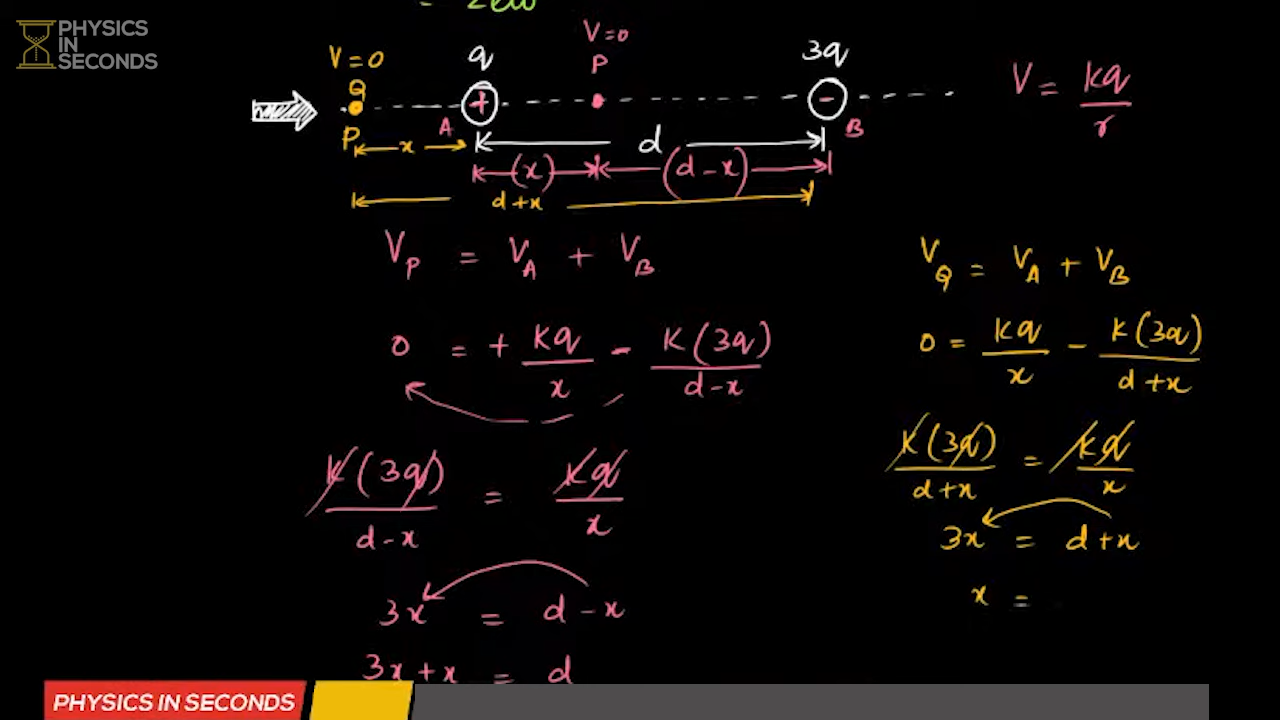 = zero
PHYSICS
IN
SECONDS
V = 0
q
V = 0
3q
V = kq / r
Q
P
+
-
P
x
A
d
B
(x)
(d - x)
d + x
V_P = V_A + V_B
0 = + kq / x - k(3q) / d - x
k(3q) / d - x = kq / x
3x = d - x
3x + x = d
V_Q = V_A + V_B
0 = kq / x - k(3q) / d + x
k(3q) / d + x = kq / x
3x = d + x
x =
PHYSICS IN SECONDS